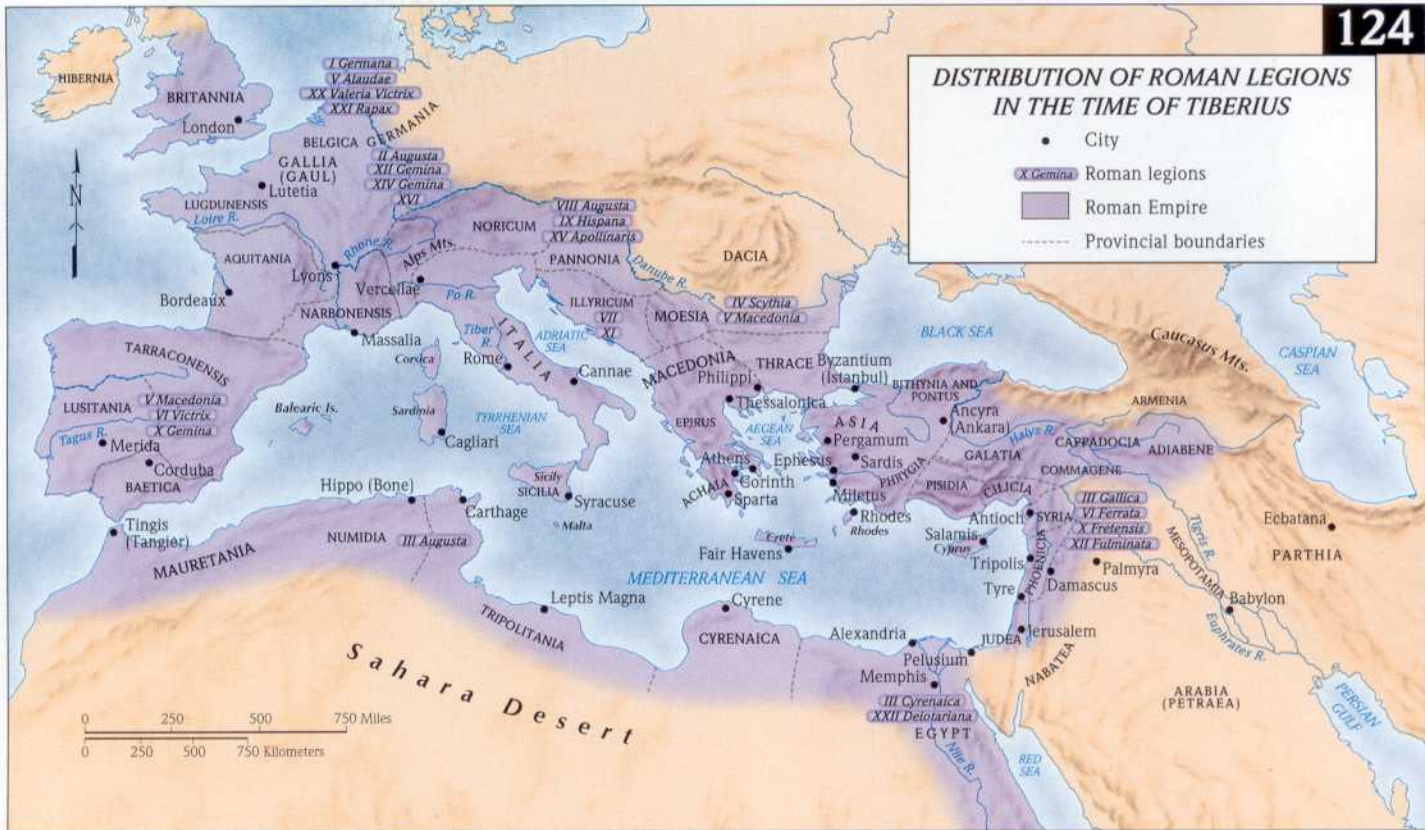 124
DISTRIBUTION OF ROMAN LEGIONS
IN THE TIME OF TIBERIUS
City
X Gemina Roman legions
Roman Empire
Provincial boundaries
HIBERNIA
BRITANNIA
London
I Germana
V Alaudae
XX Valeria Victrix
XXI Rapax
BELGICA
GERMANIA
GALLIA
(GAUL)
Lutetia
LUGDUNENSIS
Loire R.
II Augusta
XII Gemina
XIV Gemina
XVI
AQUITANIA
Lyons
Rhone R.
Alps Mts.
Bordeaux
NARBONENSIS
Vercellae
Po R.
NORICUM
VIII Augusta
IX Hispana
XV Apollinaris
PANNONIA
Danube R.
DACIA
ILLYRICUM
VII
XI
MOESIA
IV Scythia
V Macedonia
BLACK SEA
Caucasus Mts.
CASPIAN
SEA
Massalia
Tiber
R.
ITALIA
ADRIATIC
SEA
Corsica
Rome
Cannae
TARRACONENSIS
LUSITANIA
V Macedonia
VI Victrix
X Gemina
Tagus R.
Merida
Corduba
BAETICA
Balearic Is.
Sardinia
Cagliari
TYRRHENIAN
SEA
MACEDONIA
THRACE
Byzantium
(Istanbul)
Philippi
Thessalonica
EPIRUS
AEGEAN
SEA
BITHYNIA AND
PONTUS
Ancyra
(Ankara)
ARMENIA
ASIA
Pergamum
Halys R.
CAPPADOCIA
ADIABENE
GALATIA
COMMAGENE
Athens
Ephesus
Sardis
PHRYGIA
Corinth
ACHAIA
Sparta
Miletus
PISIDIA
CILICIA
Rhodes
Rhodes
Antioch
SYRIA
III Gallica
VI Ferrata
X Fretensis
XII Fulminata
Tigris R.
Ecbatana
PARTHIA
MESOPOTAMIA
Sicily
SICILIA
Syracuse
Malta
Hippo (Bone)
Carthage
Tingis
(Tangier)
MAURETANIA
NUMIDIA
III Augusta
Crete
Fair Havens
Salamis
Cyprus
Tripolis
PHOENICIA
Palmyra
Damascus
Tyre
Babylon
Euphrates R.
MEDITERRANEAN SEA
Leptis Magna
Cyrene
TRIPOLITANIA
CYRENAICA
Alexandria
JUDEA
Jerusalem
Pelusium
NABATEA
Memphis
III Cyrenaica
XXII Deiotariana
EGYPT
Nile R.
RED
SEA
ARABIA
(PETRAEA)
PERSIAN
GULF
Sahara Desert
N
0 250 500 750 Miles
0 250 500 750 Kilometers